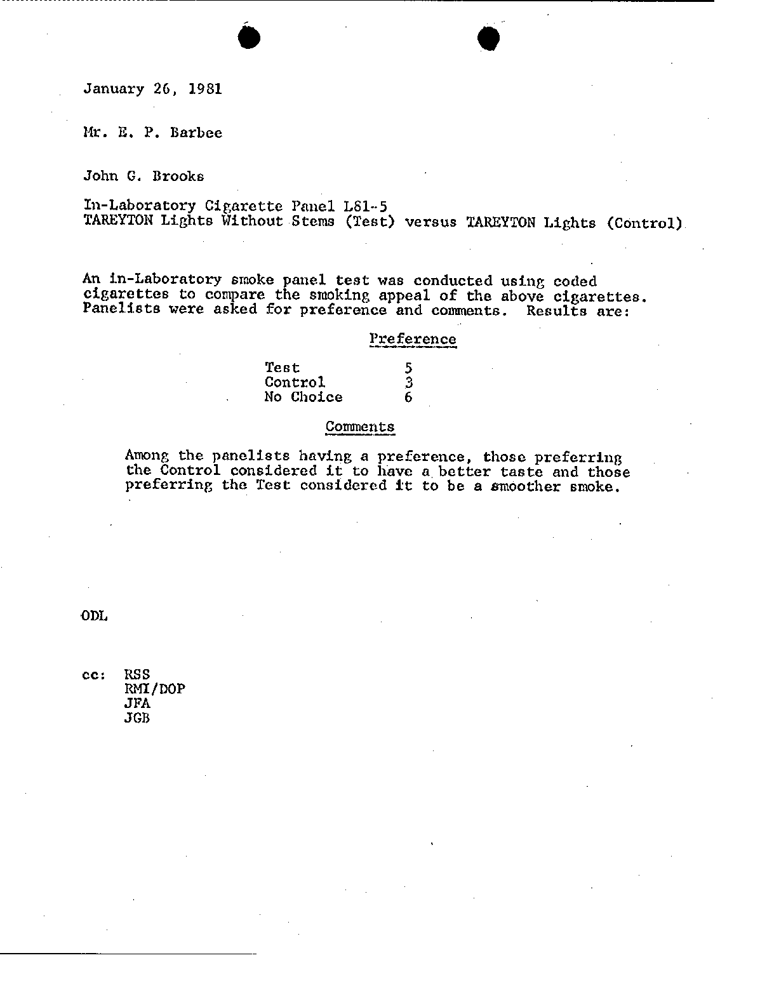 January 26, 1981
Mr. E. P. Barbee
John G. Brooks
In-Laboratory Cigarette Panel L81-5
TAREYTON Lights Without Stems (Test) versus TAREYTON Lights (Control)
An in-Laboratory smoke panel test was conducted using coded
cigarettes to compare the smoking appeal of the above cigarettes.
Panelists were asked for preference and comments. Results are:
Preference
Test 5
Control 3
No Choice 6
Comments
Among the panelists having a preference, those preferring
the Control considered it to have a better taste and those
preferring the Test considered it to be a smoother smoke.
ODL
cc: RSS
RMI/DOP
JFA
JGB